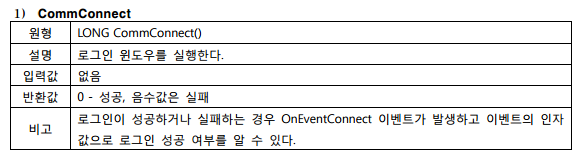 1) CommConnect
원형 LONG CommConnect()
설명 로그인 윈도우를 실행한다.
입력값 없음
반환값 0 - 성공, 음수값은 실패
비고 로그인이 성공하거나 실패하는 경우 OnEventConnect 이벤트가 발생하고 이벤트의 인자
값으로 로그인 성공 여부를 알 수 있다.